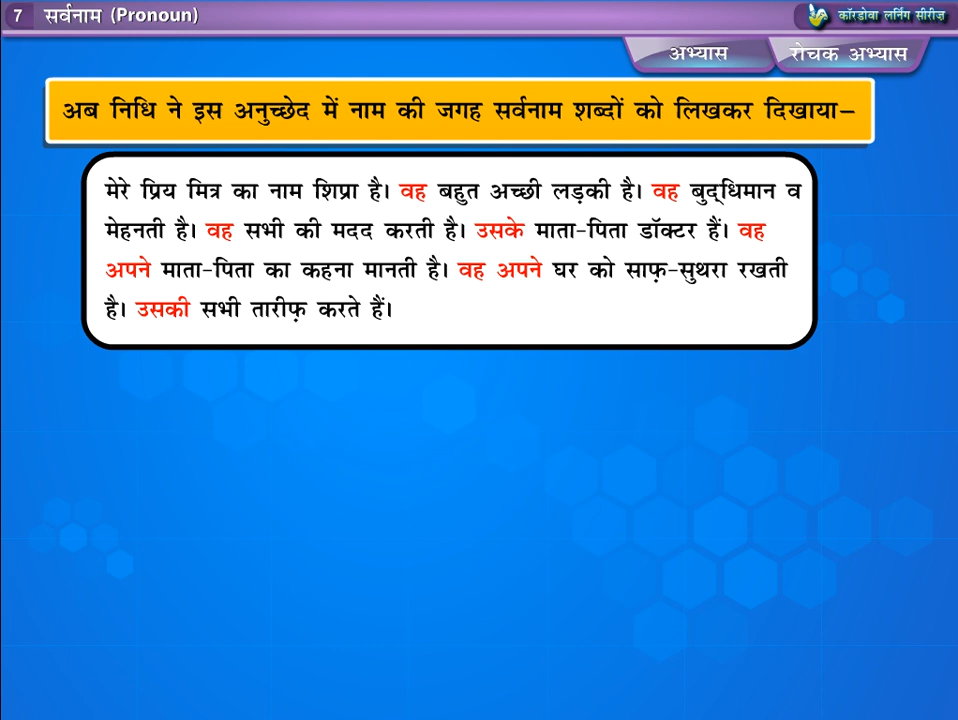 7 सर्वनाम (Pronoun)
कॉरडोवा लर्निंग सीरीज़
अभ्यास
रोचक अभ्यास
अब निधि ने इस अनुच्छेद में नाम की जगह सर्वनाम शब्दों को लिखकर दिखाया–
मेरे प्रिय मित्र का नाम शिप्रा है। वह बहुत अच्छी लड़की है। वह बुद्‌धिमान व
मेहनती है। वह सभी की मदद करती है। उसके माता-पिता डॉक्टर हैं। वह
अपने माता-पिता का कहना मानती है। वह अपने घर को साफ़-सुथरा रखती
है। उसकी सभी तारीफ़ करते हैं।